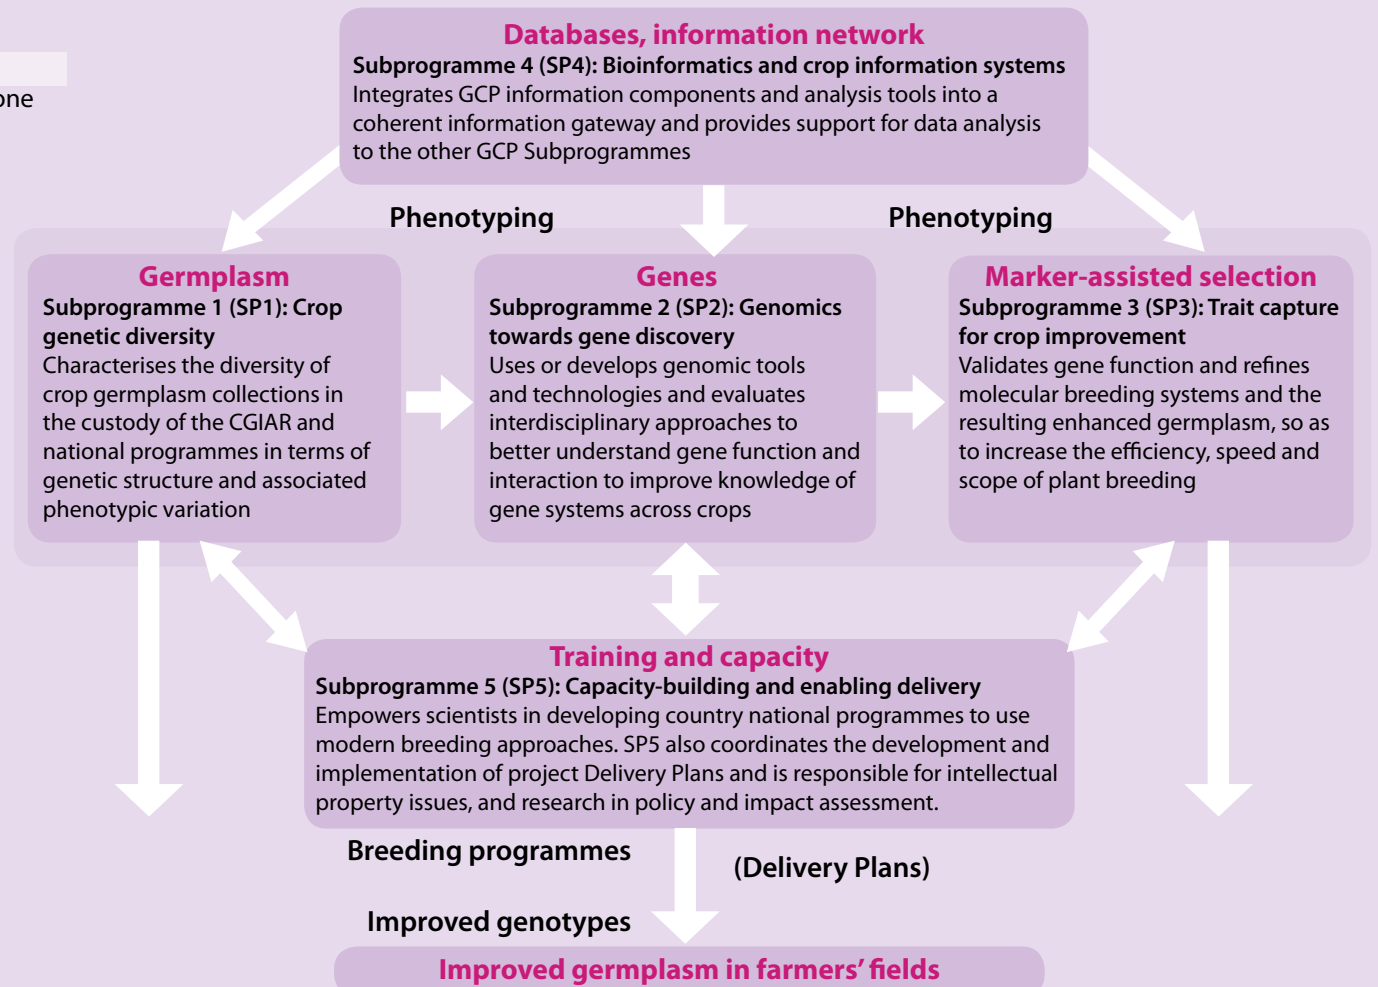 one
Databases, information network
Subprogramme 4 (SP4): Bioinformatics and crop information systems
Integrates GCP information components and analysis tools into a
coherent information gateway and provides support for data analysis
to the other GCP Subprogrammes
Phenotyping
Phenotyping
Germplasm
Subprogramme 1 (SP1): Crop
genetic diversity
Characterises the diversity of
crop germplasm collections in
the custody of the CGIAR and
national programmes in terms of
genetic structure and associated
phenotypic variation
Genes
Subprogramme 2 (SP2): Genomics
towards gene discovery
Uses or develops genomic tools
and technologies and evaluates
interdisciplinary approaches to
better understand gene function and
interaction to improve knowledge of
gene systems across crops
Marker-assisted selection
Subprogramme 3 (SP3): Trait capture
for crop improvement
Validates gene function and refines
molecular breeding systems and the
resulting enhanced germplasm, so as
to increase the efficiency, speed and
scope of plant breeding
Training and capacity
Subprogramme 5 (SP5): Capacity-building and enabling delivery
Empowers scientists in developing country national programmes to use
modern breeding approaches. SP5 also coordinates the development and
implementation of project Delivery Plans and is responsible for intellectual
property issues, and research in policy and impact assessment.
Breeding programmes
(Delivery Plans)
Improved genotypes
Improved germplasm in farmers’ fields